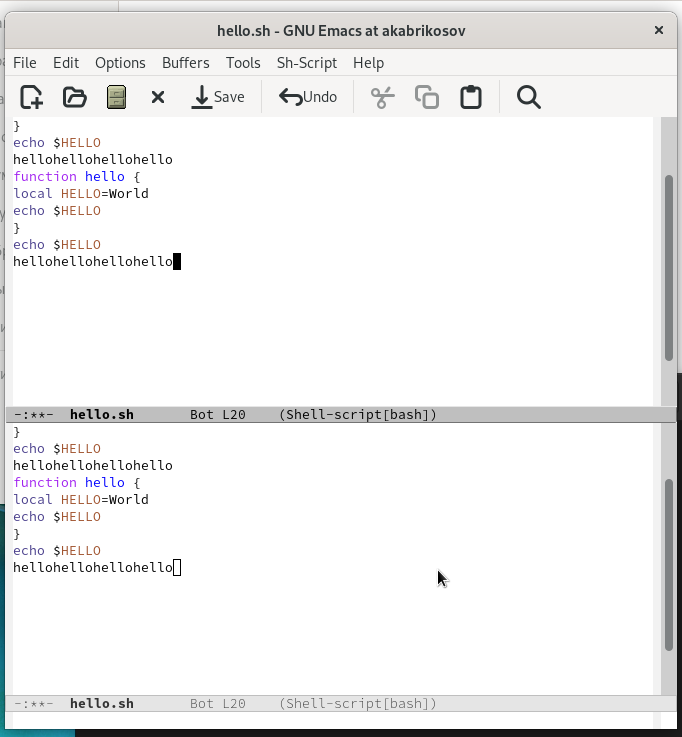 hello.sh - GNU Emacs at akabrikosov
File Edit Options Buffers Tools Sh-Script Help
Save Undo
}
echo $HELLO
hellohellohellohello
function hello {
local HELLO=World
echo $HELLO
}
echo $HELLO
hellohellohellohello
-:**- hello.sh Bot L20 (Shell-script[bash])
}
echo $HELLO
hellohellohellohello
function hello {
local HELLO=World
echo $HELLO
}
echo $HELLO
hellohellohellohello
-:**- hello.sh Bot L20 (Shell-script[bash])